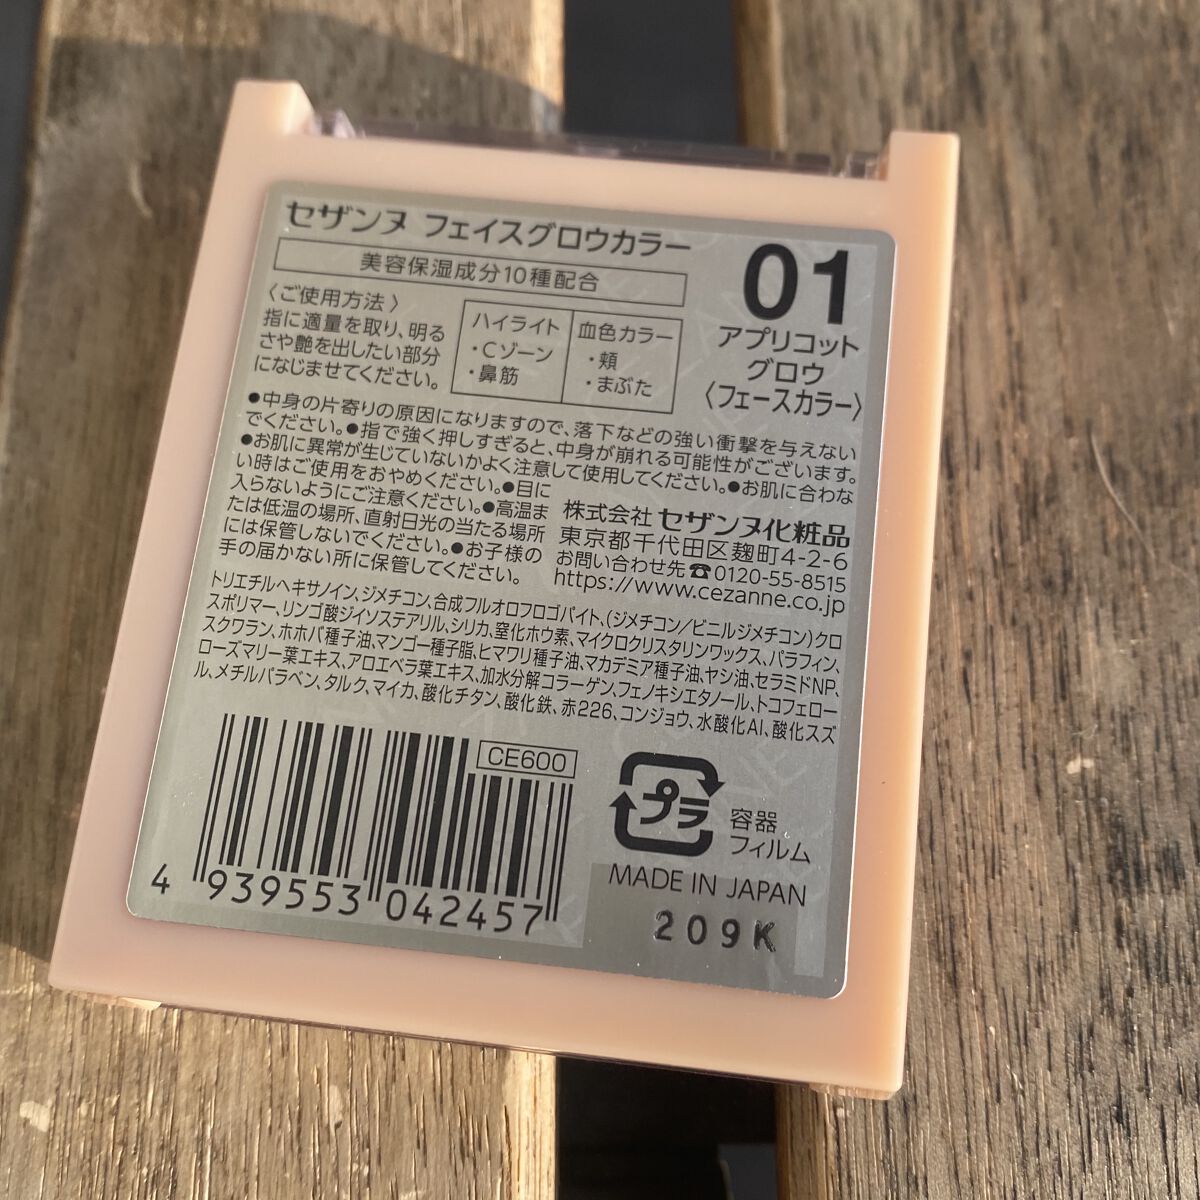 セザンヌ フェイスグロウカラー
美容保湿成分10種配合
01
アプリコット
グロウ
〈フェースカラー〉
〈ご使用方法〉
指に適量を取り、明る
さや艶を出したい部分
になじませてください。
ハイライト
・Cゾーン
・鼻筋
血色カラー
・頬
・まぶた
●中身の片寄りの原因になりますので、落下などの強い衝撃を与えない
でください。●指で強く押しすぎると、中身が崩れる可能性がございます。
●お肌に異常が生じていないかよく注意して使用してください。●お肌に合わな
い時はご使用をおやめください。●目に
入らないようにご注意ください。●高温ま
たは低温の場所、直射日光の当たる場所
には保管しないでください。●お子様の
手の届かない所に保管してください。
株式会社 セザンヌ化粧品
東京都千代田区麹町4-2-6
お問い合わせ先☎0120-55-8515
https://www.cezanne.co.jp
トリエチルヘキサノイン、ジメチコン、合成フルオロフロゴパイト、(ジメチコン/ビニルジメチコン)クロ
スポリマー、リンゴ酸ジイソステアリル、シリカ、窒化ホウ素、マイクロクリスタリンワックス、パラフィン、
スクワラン、ホホバ種子油、マンゴー種子脂、ヒマワリ種子油、マカデミア種子油、ヤシ油、セラミドNP、
ローズマリー葉エキス、アロエベラ葉エキス、加水分解コラーゲン、フェノキシエタノール、トコフェロー
ル、メチルパラベン、タルク、マイカ、酸化チタン、酸化鉄、赤226、コンジョウ、水酸化Al、酸化スズ
CE600
4 939553 042457
プラ
容器
フィルム
MADE IN JAPAN
209K